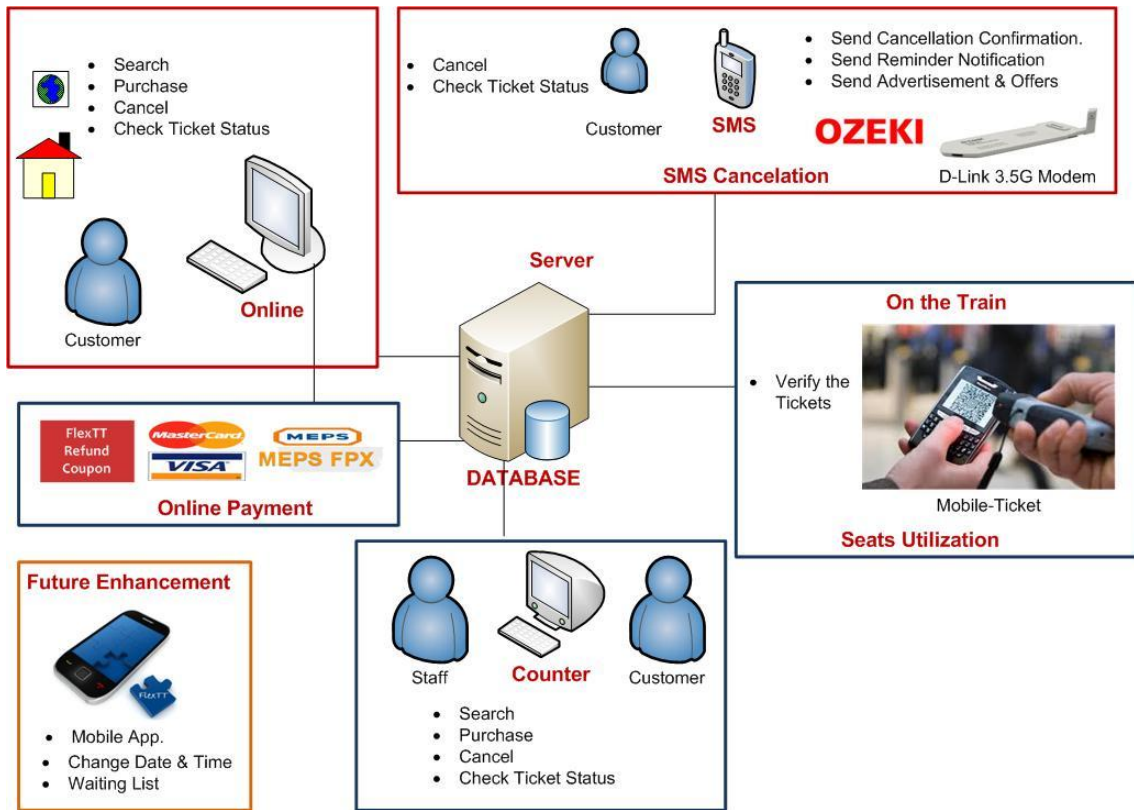 Search
Purchase
Cancel
Check Ticket Status
Online
Customer
Cancel
Check Ticket Status
Customer
SMS
Send Cancellation Confirmation.
Send Reminder Notification
Send Advertisement & Offers
OZEKI
D-Link 3.5G Modem
SMS Cancelation
Server
DATABASE
On the Train
Verify the
Tickets
Mobile-Ticket
Seats Utilization
FlexTT
Refund
Coupon
MasterCard
VISA
MEPS
MEPS FPX
Online Payment
Future Enhancement
FlexTT
Mobile App.
Change Date & Time
Waiting List
Staff
Counter
Customer
Search
Purchase
Cancel
Check Ticket Status